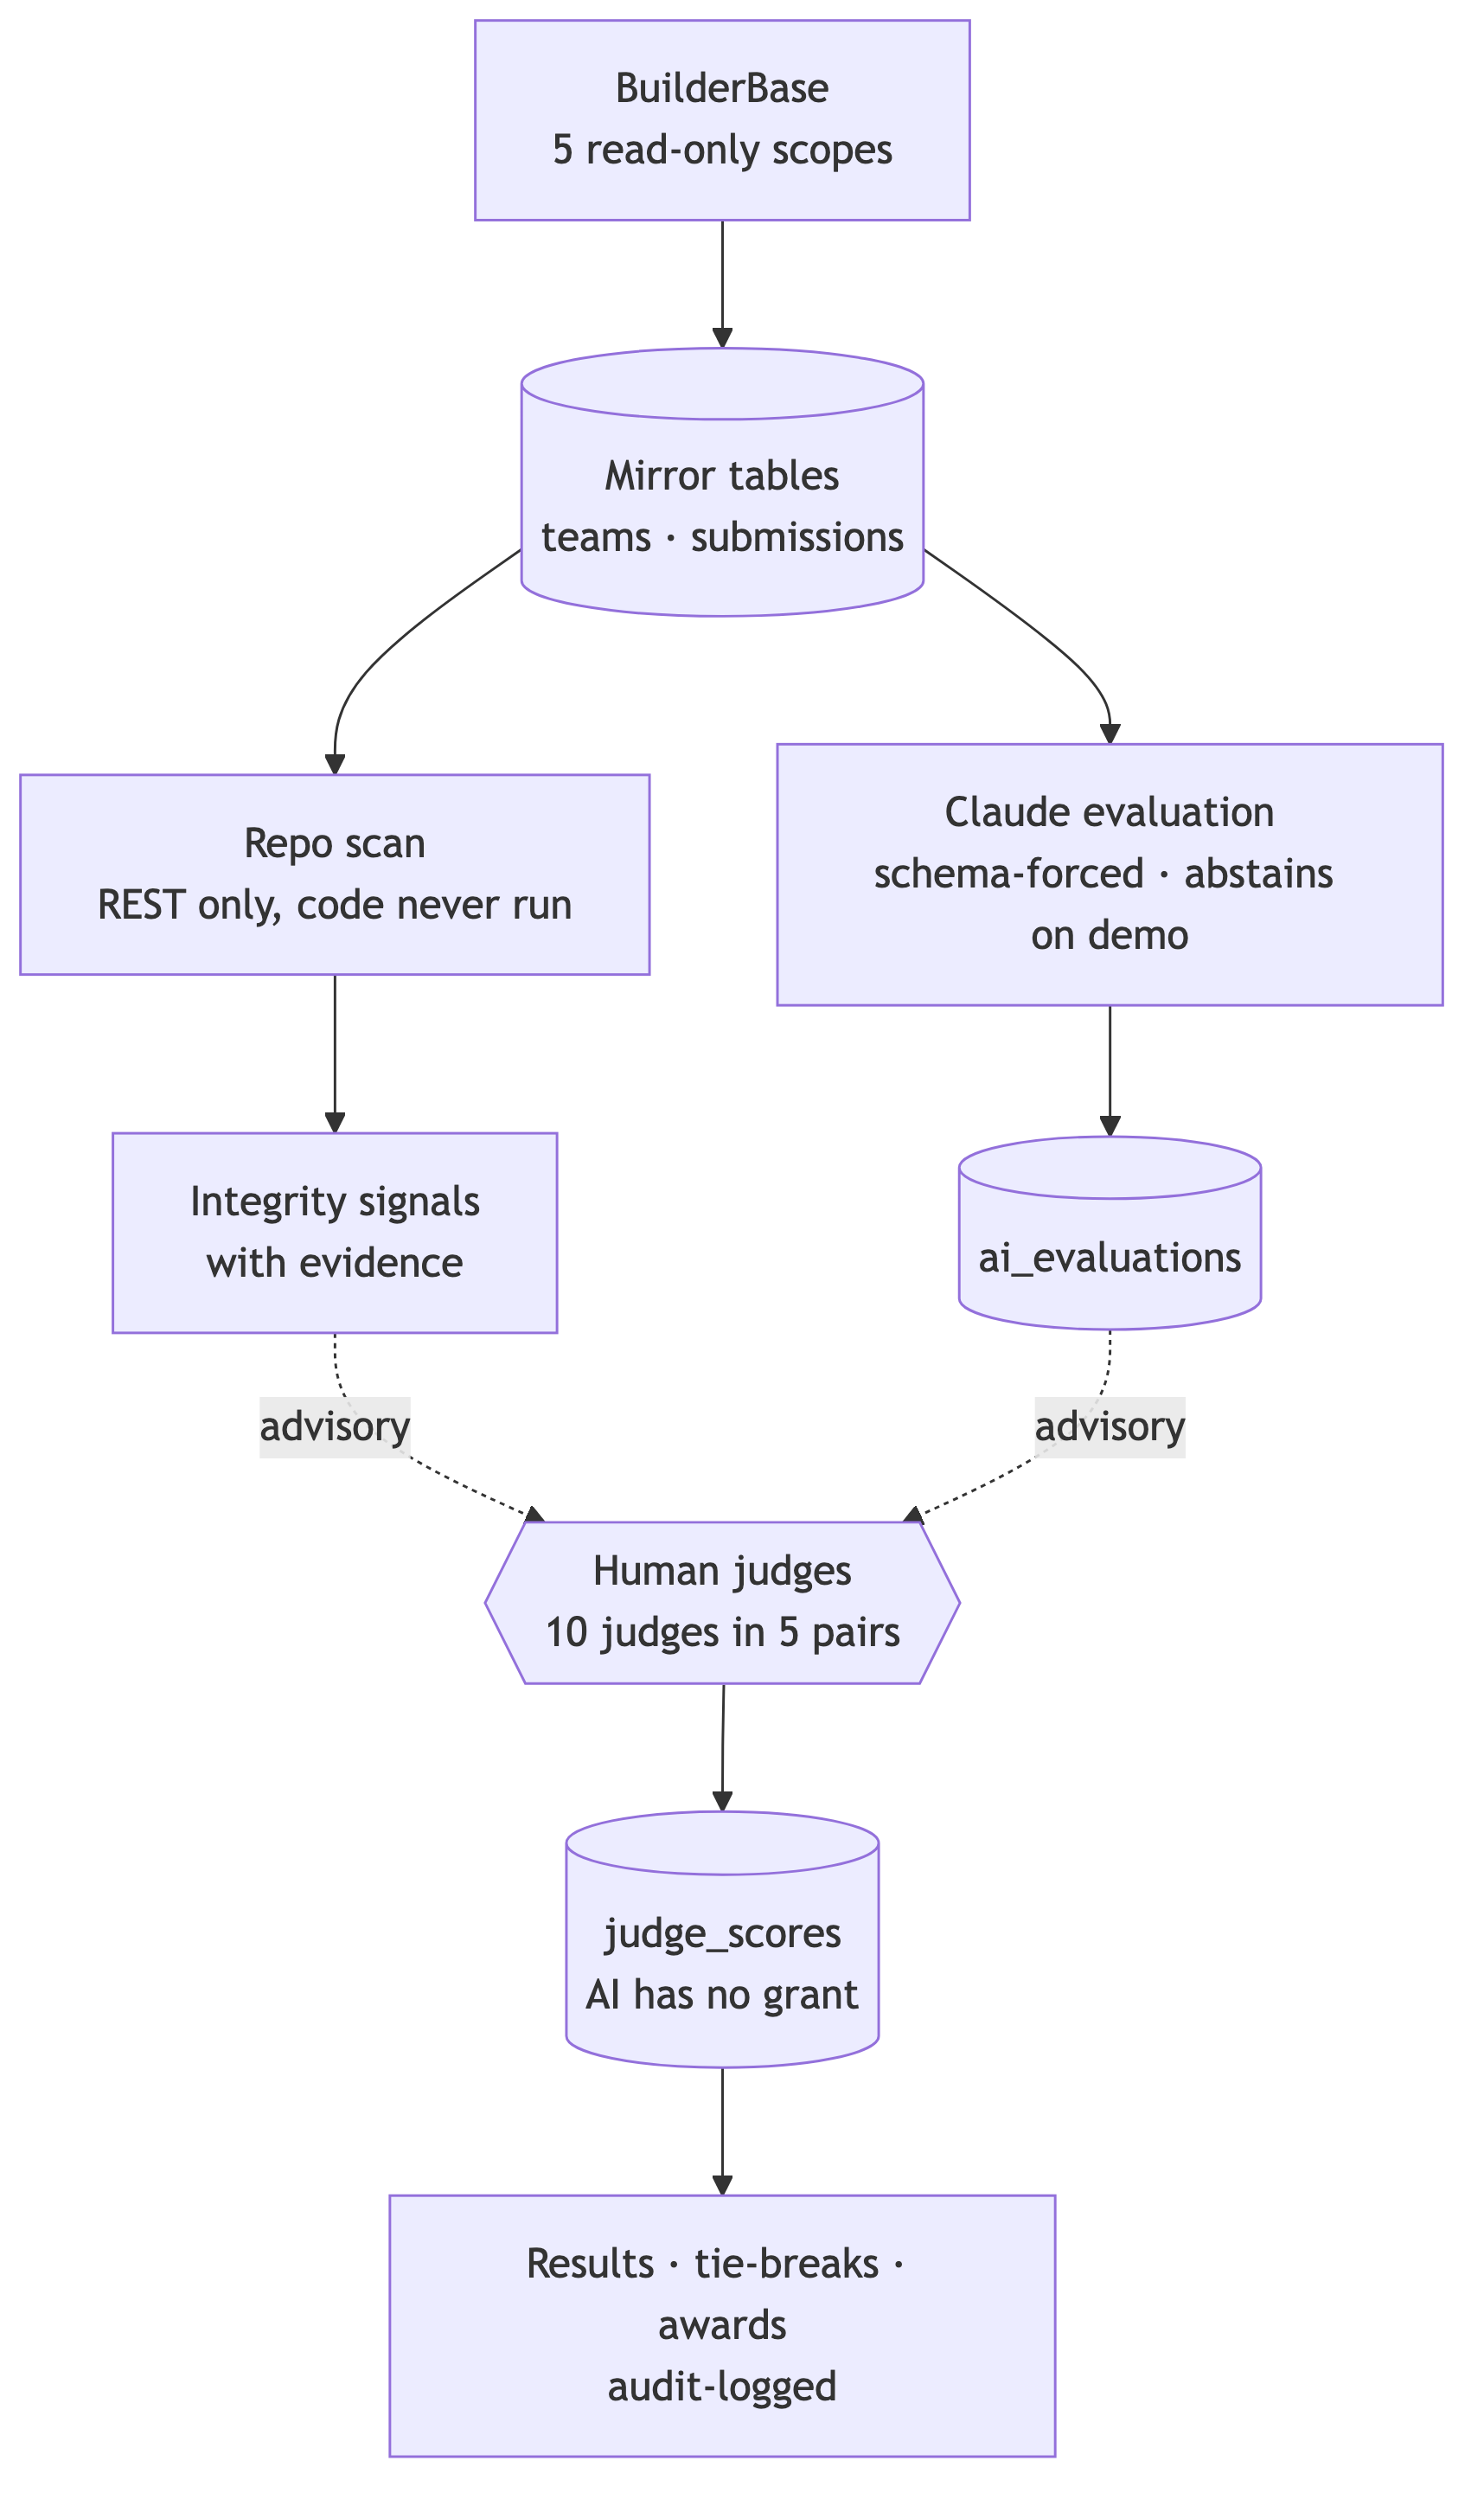 BuilderBase
5 read-only scopes
Mirror tables
teams · submissions
Repo scan
REST only, code never run
Claude evaluation
schema-forced · abstains
on demo
Integrity signals
with evidence
ai_evaluations
advisory
advisory
Human judges
10 judges in 5 pairs
judge_scores
AI has no grant
Results · tie-breaks ·
awards
audit-logged